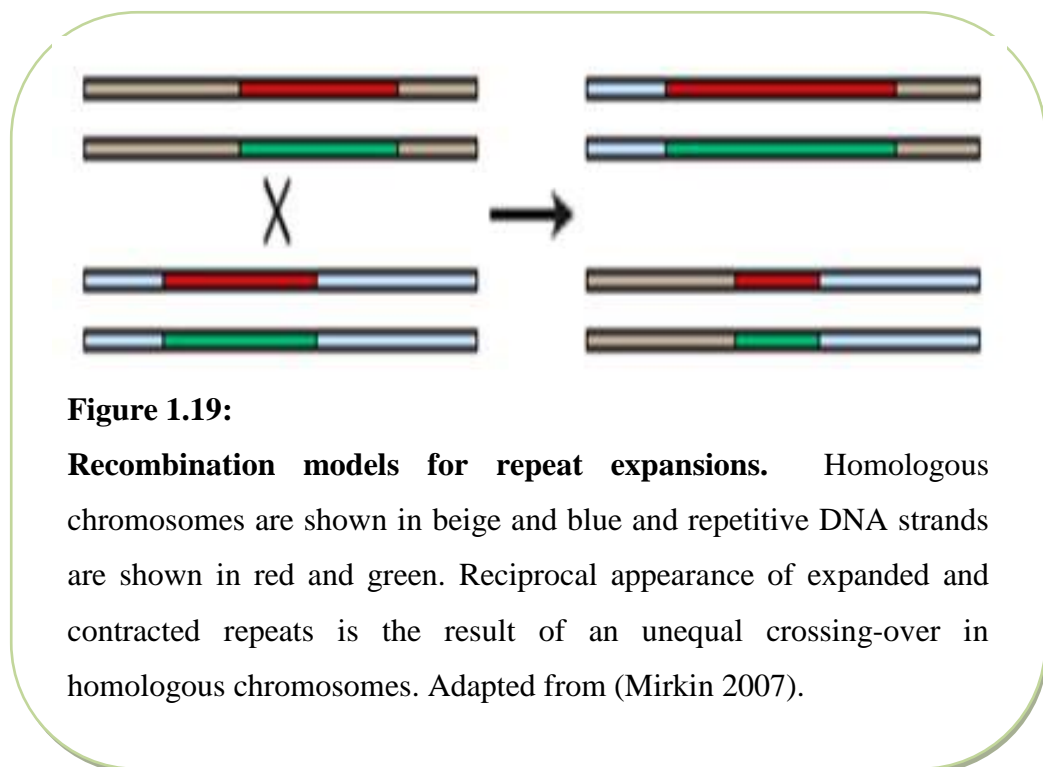 Figure 1.19:
Recombination models for repeat expansions. Homologous
chromosomes are shown in beige and blue and repetitive DNA strands
are shown in red and green. Reciprocal appearance of expanded and
contracted repeats is the result of an unequal crossing-over in
homologous chromosomes. Adapted from (Mirkin 2007).